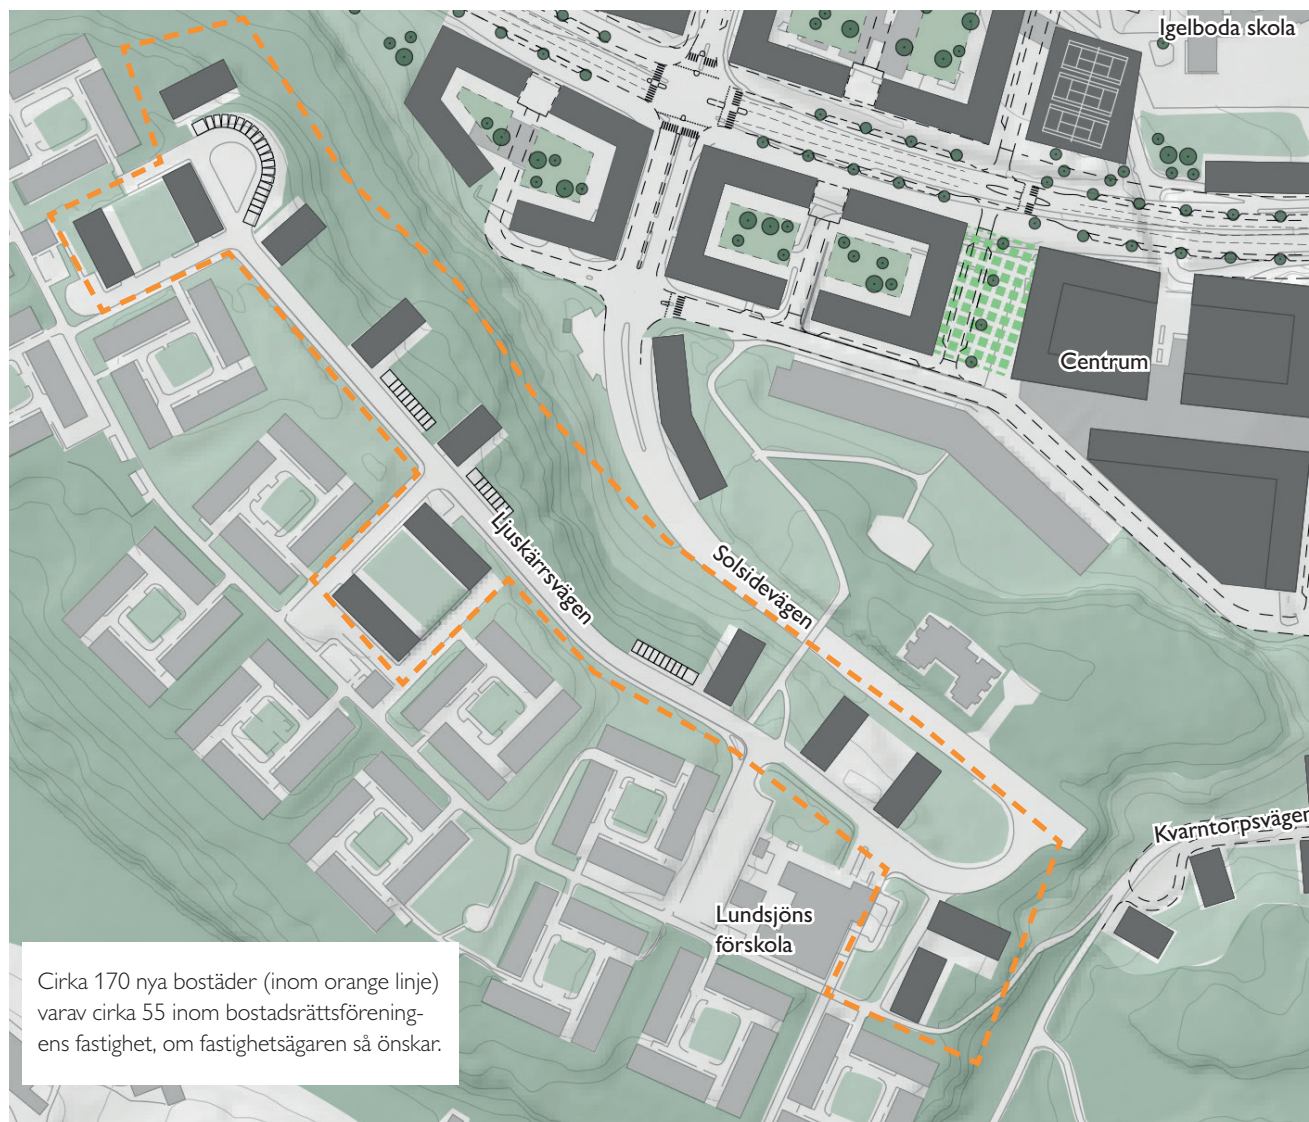 Igelboda skola
Centrum
Ljuskärrsvägen
Solsidevägen
Kvarntorpsvägen
Lundsjöns
förskola
Cirka 170 nya bostäder (inom orange linje)
varav cirka 55 inom bostadsrättsförening-
ens fastighet, om fastighetsägaren så önskar.